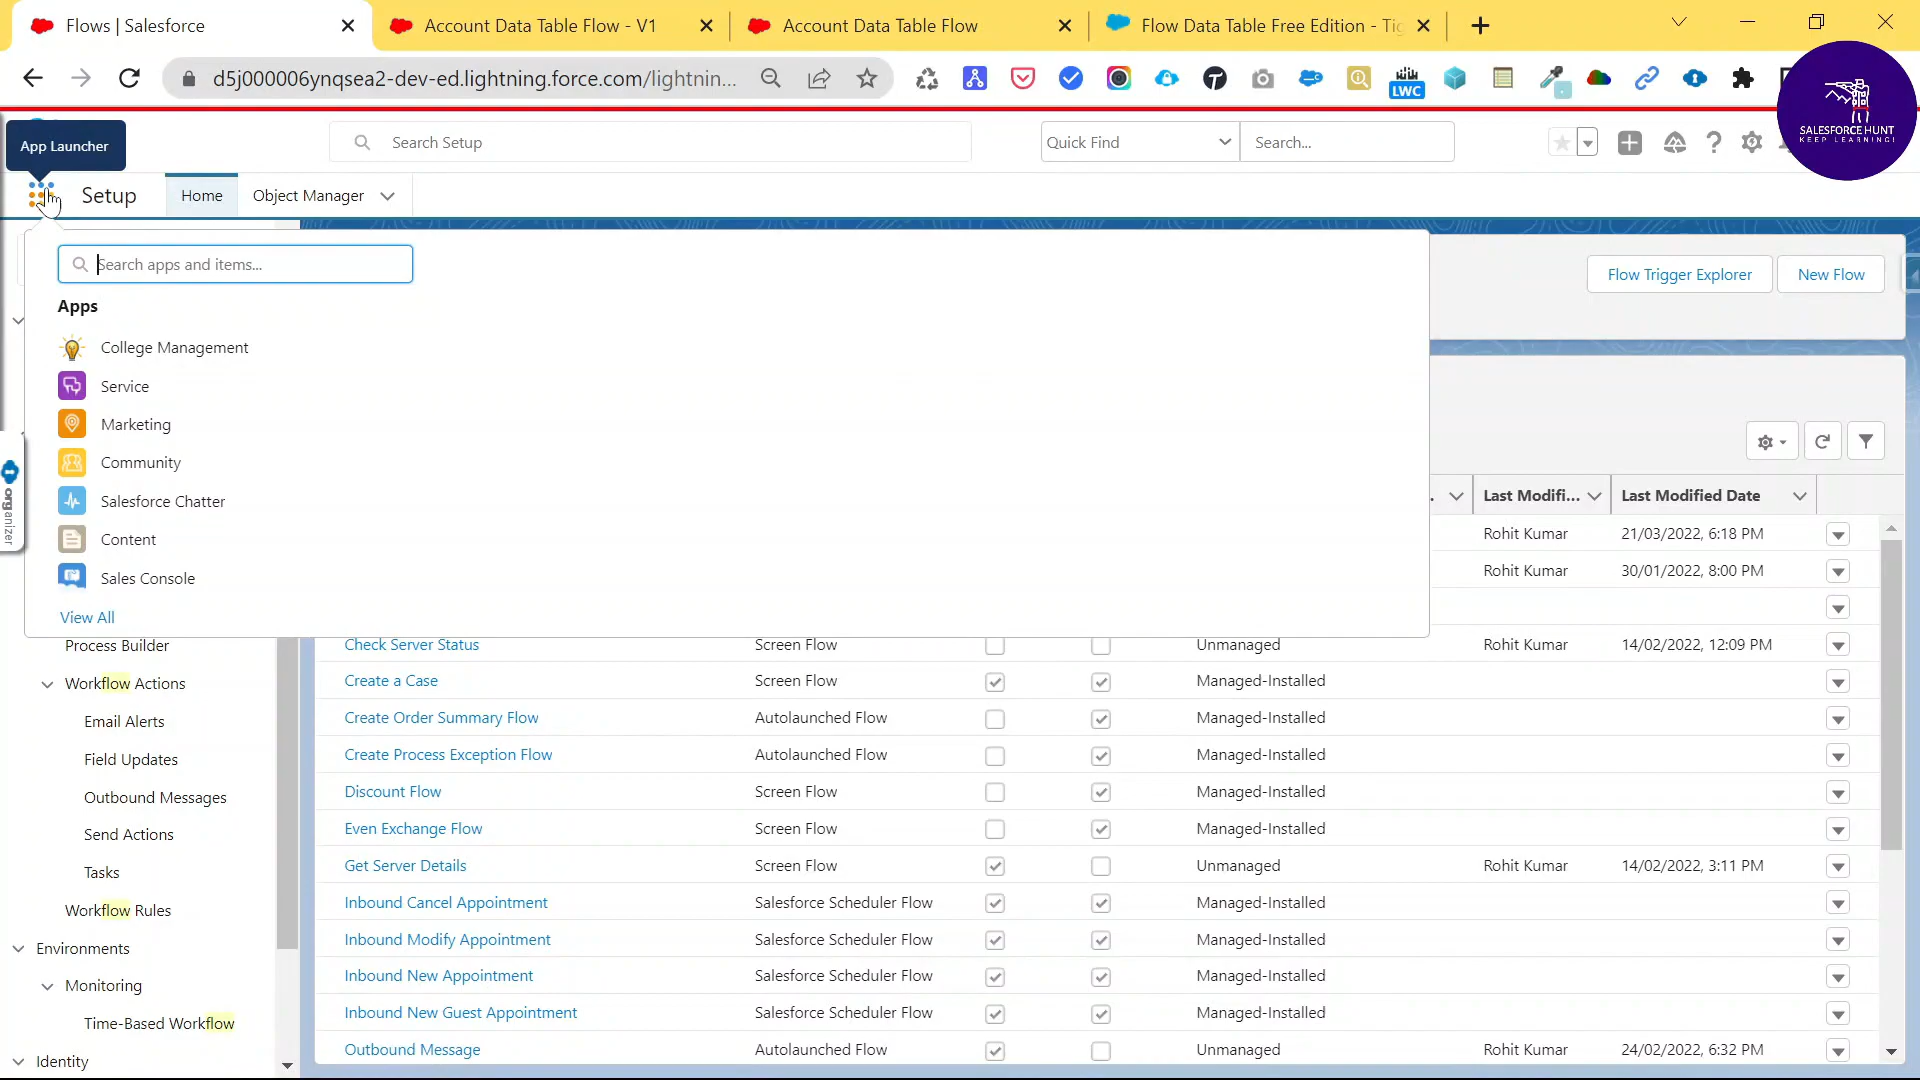 Flows | Salesforce
Account Data Table Flow - V1
Account Data Table Flow
Flow Data Table Free Edition - Tig
d5j000006ynqsea2-dev-ed.lightning.force.com/lightnin...
LWC
SALESFORCE HUNT
KEEP LEARNING!
App Launcher
Search Setup
Quick Find
Search...
Setup
Home
Object Manager
Search apps and items...
Apps
College Management
Service
Marketing
Community
Salesforce Chatter
Content
Sales Console
View All
organizer
Flow Trigger Explorer
New Flow
Last Modifi...
Last Modified Date
Rohit Kumar 21/03/2022, 6:18 PM
Rohit Kumar 30/01/2022, 8:00 PM
Process Builder
Workflow Actions
Email Alerts
Field Updates
Outbound Messages
Send Actions
Tasks
Workflow Rules
Environments
Monitoring
Time-Based Workflow
Identity
Check Server Status Screen Flow Unmanaged Rohit Kumar 14/02/2022, 12:09 PM
Create a Case Screen Flow Managed-Installed
Create Order Summary Flow Autolaunched Flow Managed-Installed
Create Process Exception Flow Autolaunched Flow Managed-Installed
Discount Flow Screen Flow Managed-Installed
Even Exchange Flow Screen Flow Managed-Installed
Get Server Details Screen Flow Unmanaged Rohit Kumar 14/02/2022, 3:11 PM
Inbound Cancel Appointment Salesforce Scheduler Flow Managed-Installed
Inbound Modify Appointment Salesforce Scheduler Flow Managed-Installed
Inbound New Appointment Salesforce Scheduler Flow Managed-Installed
Inbound New Guest Appointment Salesforce Scheduler Flow Managed-Installed
Outbound Message Autolaunched Flow Unmanaged Rohit Kumar 24/02/2022, 6:32 PM